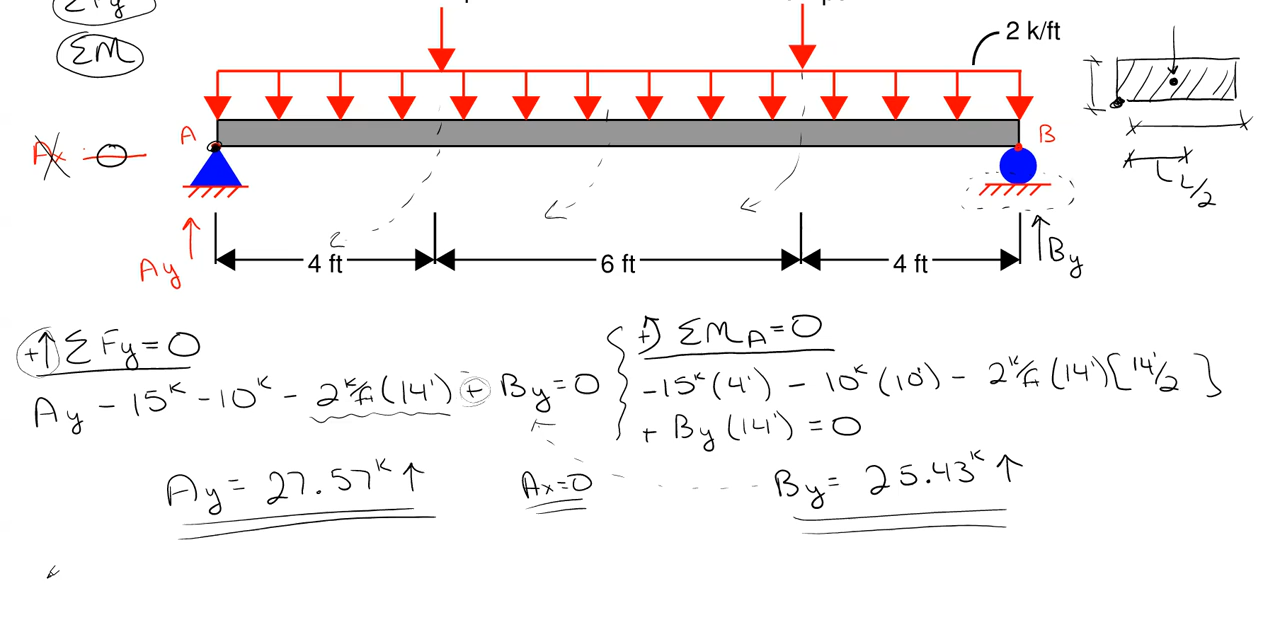 ΣFy
ΣM
2 k/ft
A
B
Ax
L/2
Ay
4 ft
6 ft
4 ft
By
+↑ΣFy=0
Ay - 15ᵏ - 10ᵏ - 2ᵏ/ft(14') + By=0
Ay = 27.57ᵏ↑
Ax=0
+↺ ΣMA=0
-15ᵏ(4') - 10ᵏ(10') - 2ᵏ/ft(14')[14'/2]
+ By(14') = 0
By= 25.43ᵏ↑